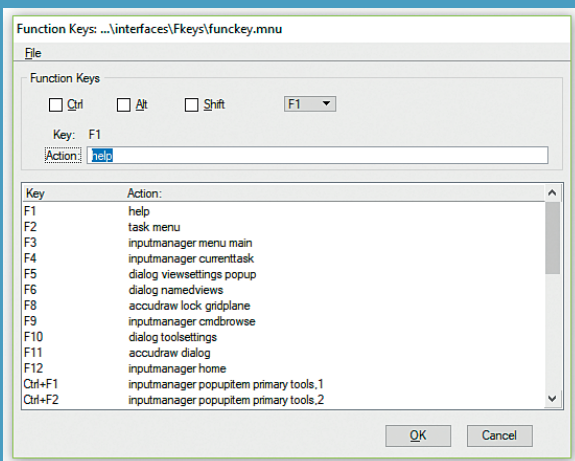 Function Keys: ...\interfaces\Fkeys\funckey.mnu
File
Function Keys
Ctrl Alt Shift F1
Key: F1
Action: help
Key Action:
F1 help
F2 task menu
F3 inputmanager menu main
F4 inputmanager currenttask
F5 dialog viewsettings popup
F6 dialog namedviews
F8 accudraw lock gridplane
F9 inputmanager cmdbrowse
F10 dialog toolsettings
F11 accudraw dialog
F12 inputmanager home
Ctrl+F1 inputmanager popupitem primary tools,1
Ctrl+F2 inputmanager popupitem primary tools,2
OK Cancel